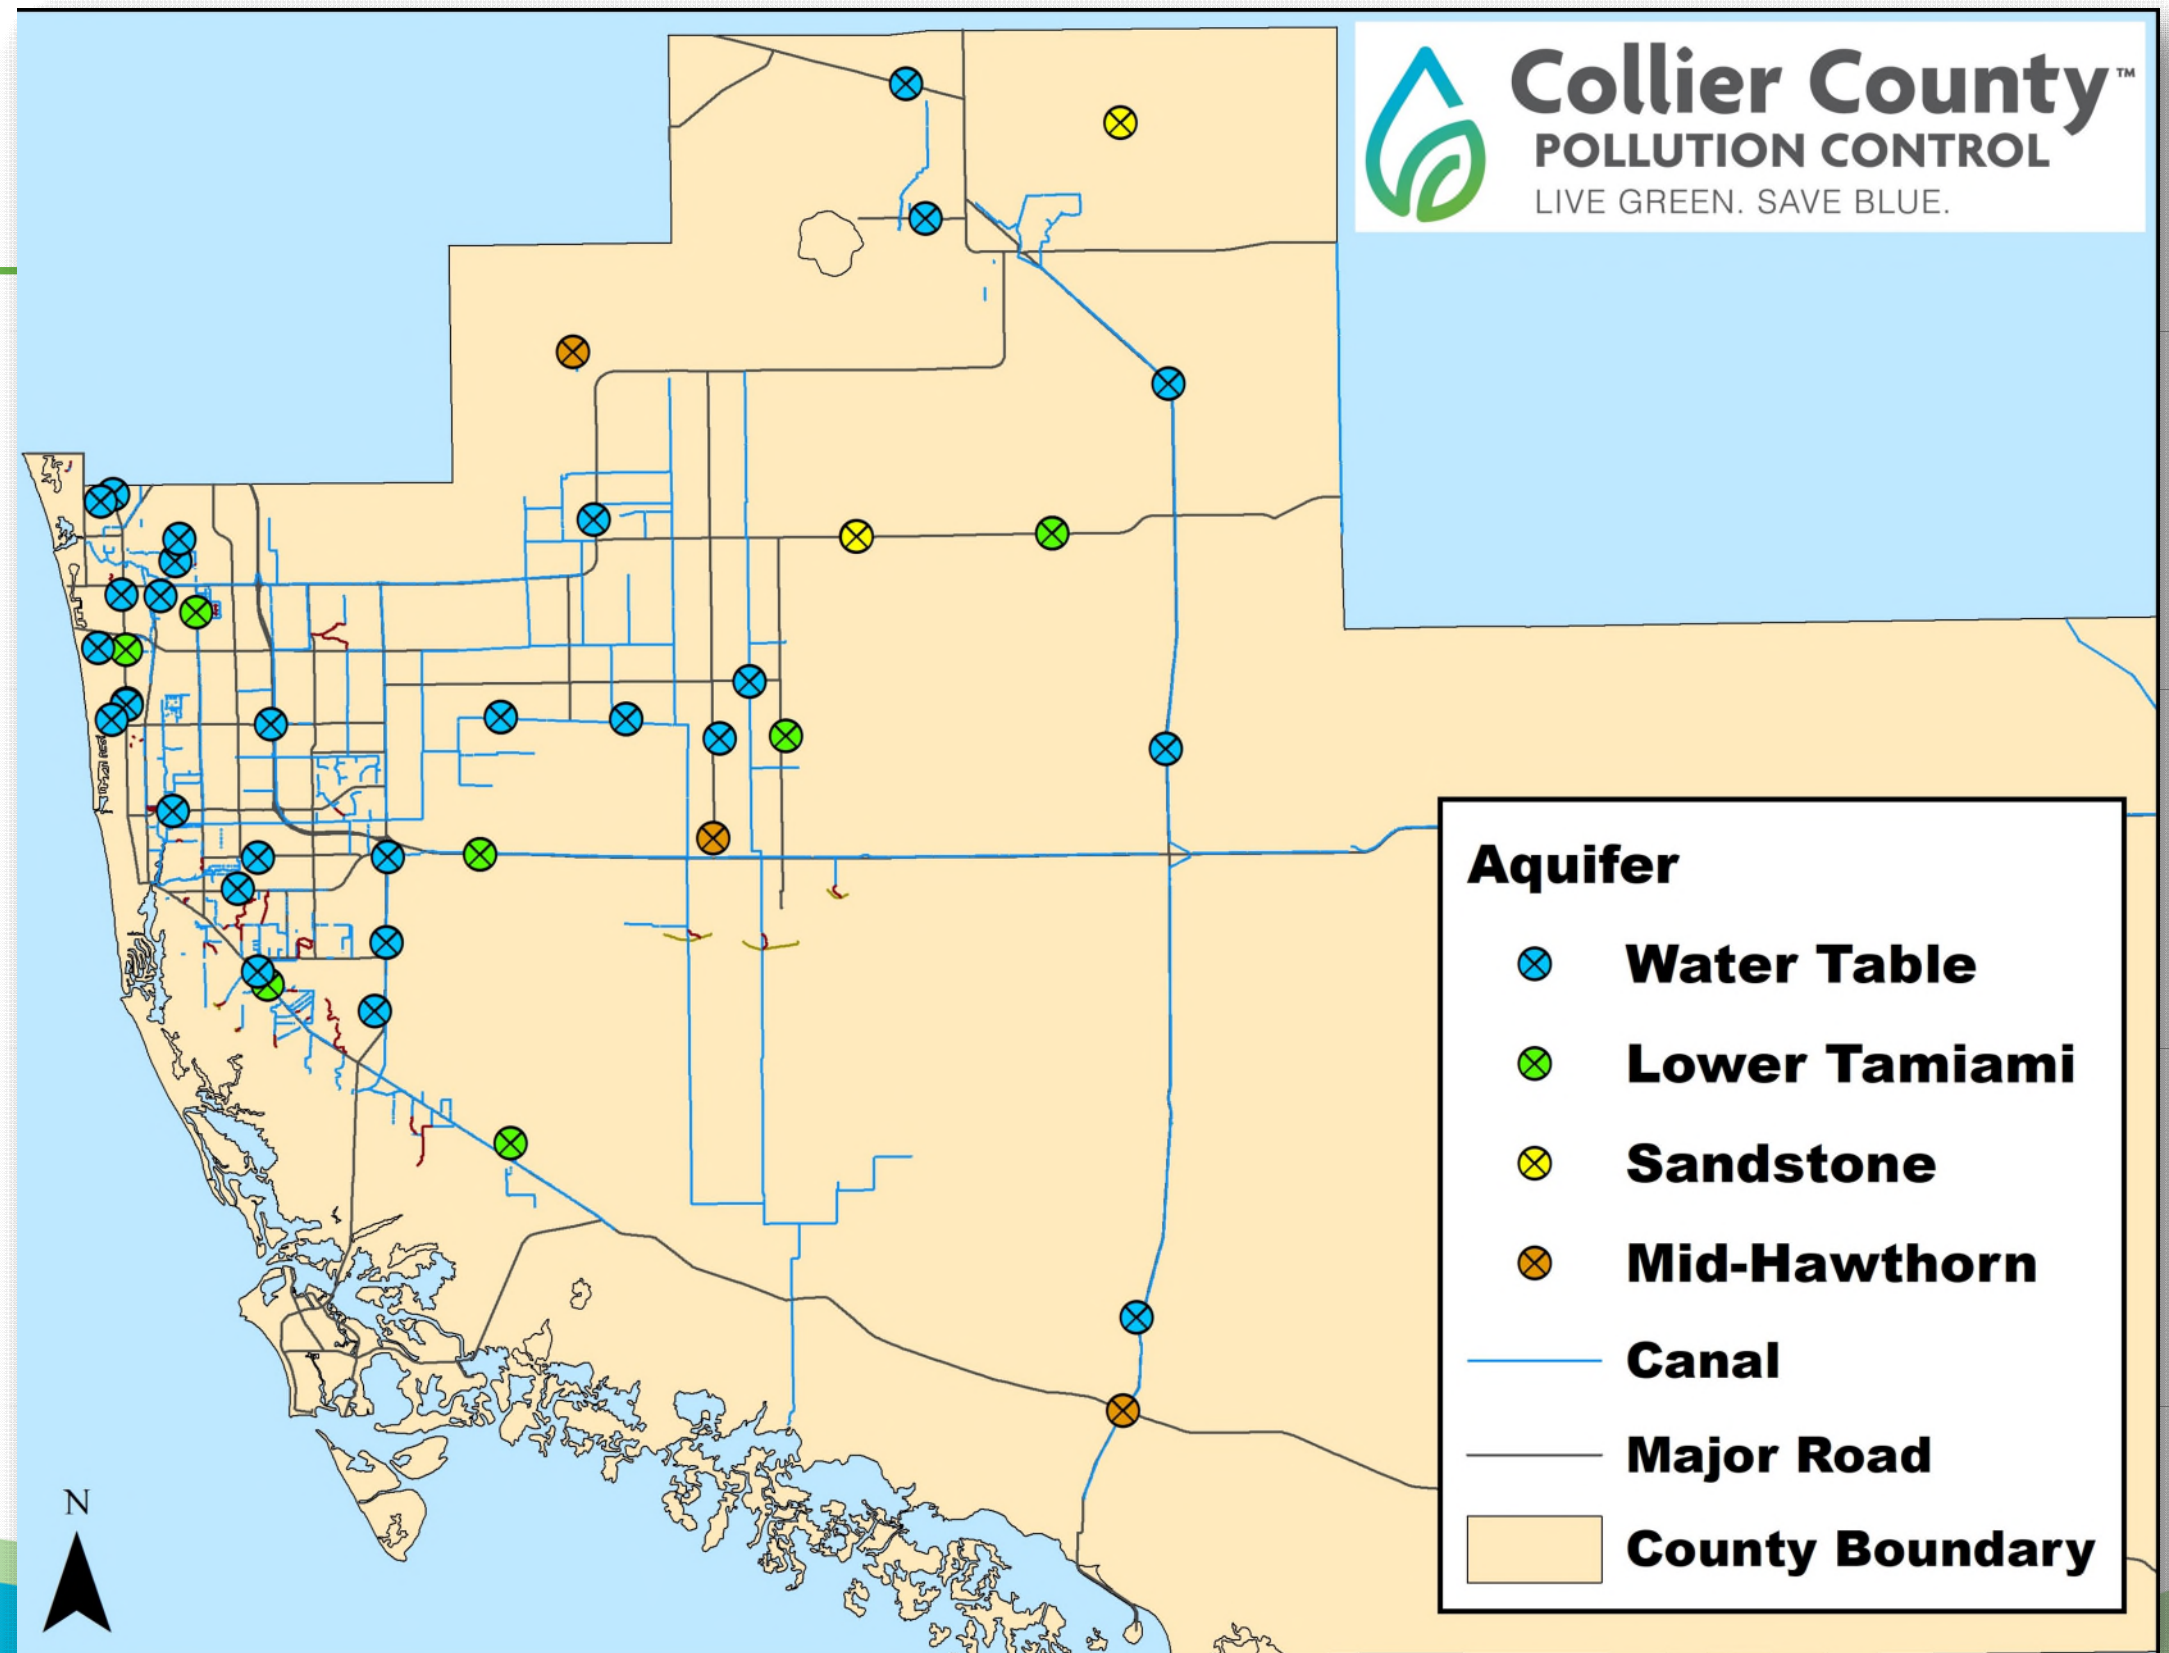 Collier County™
POLLUTION CONTROL
LIVE GREEN. SAVE BLUE.
Aquifer
Water Table
Lower Tamiami
Sandstone
Mid-Hawthorn
Canal
Major Road
County Boundary
N